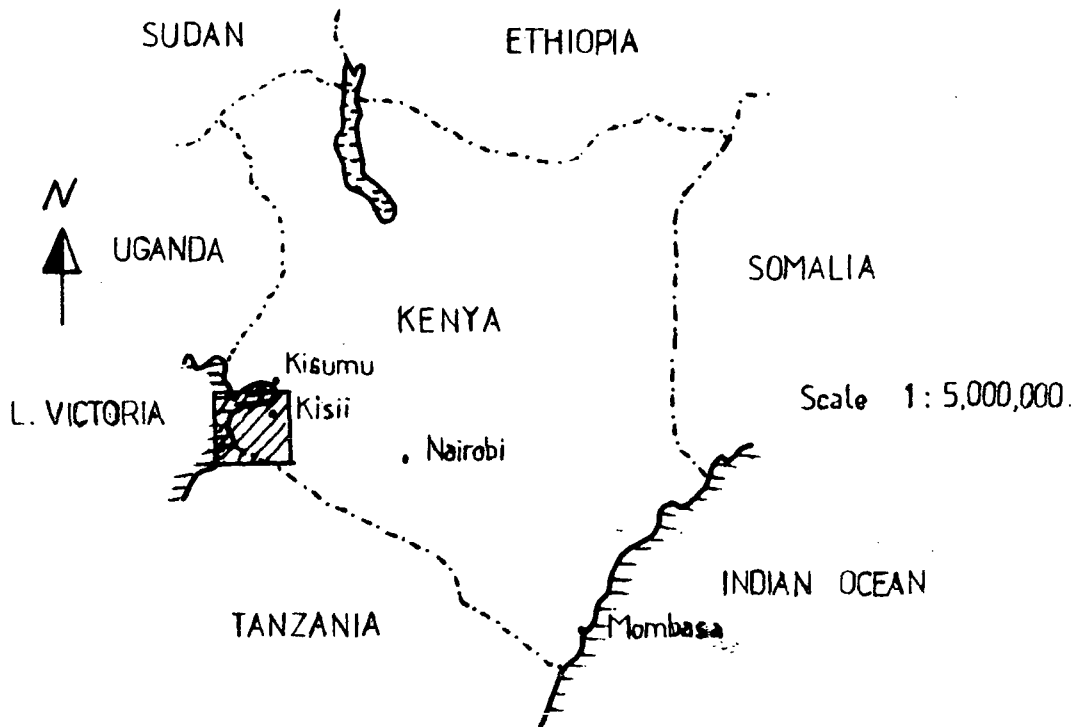 SUDAN
ETHIOPIA
N
UGANDA
SOMALIA
KENYA
Kisumu
L. VICTORIA
Kisii
Scale 1 : 5,000,000.
Nairobi
INDIAN OCEAN
TANZANIA
Mombasa